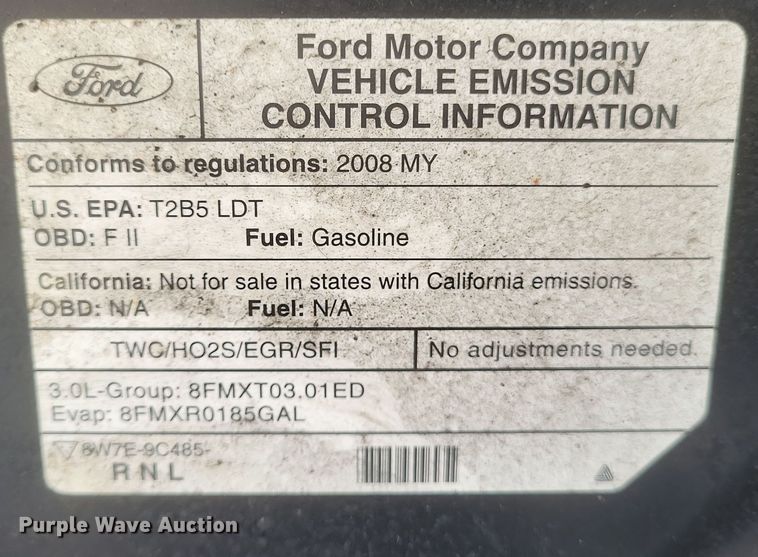 Ford
Ford Motor Company
VEHICLE EMISSION
CONTROL INFORMATION
Conforms to regulations: 2008 MY
U.S. EPA: T2B5 LDT
OBD: F II Fuel: Gasoline
California: Not for sale in states with California emissions.
OBD: N/A Fuel: N/A
TWC/HO2S/EGR/SFI No adjustments needed.
3.0L-Group: 8FMXT03.01ED
Evap: 8FMXR0185GAL
8W7E-9C485-
RNL
Purple Wave Auction